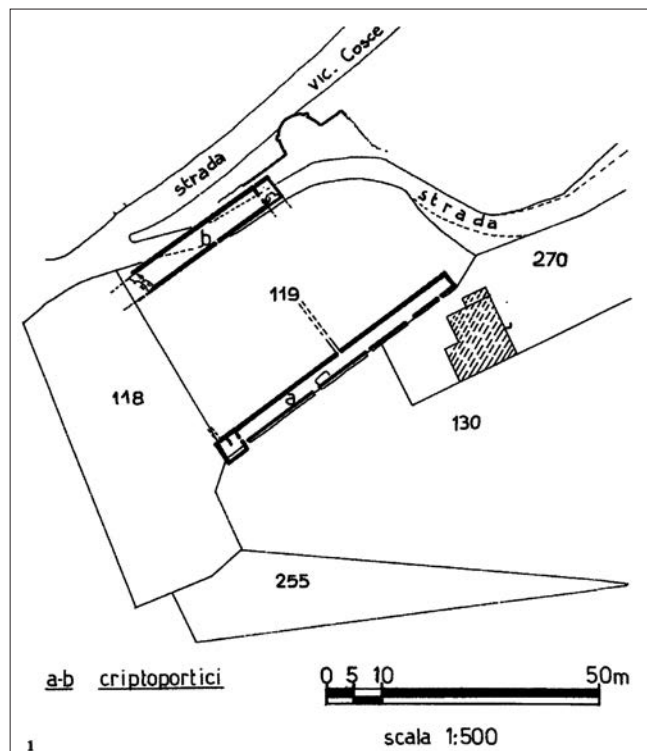 vic. Cosce
strada
strada
b
270
119
118
a
130
255
a-b criptoportici
0 5 10 50m
scala 1:500
1